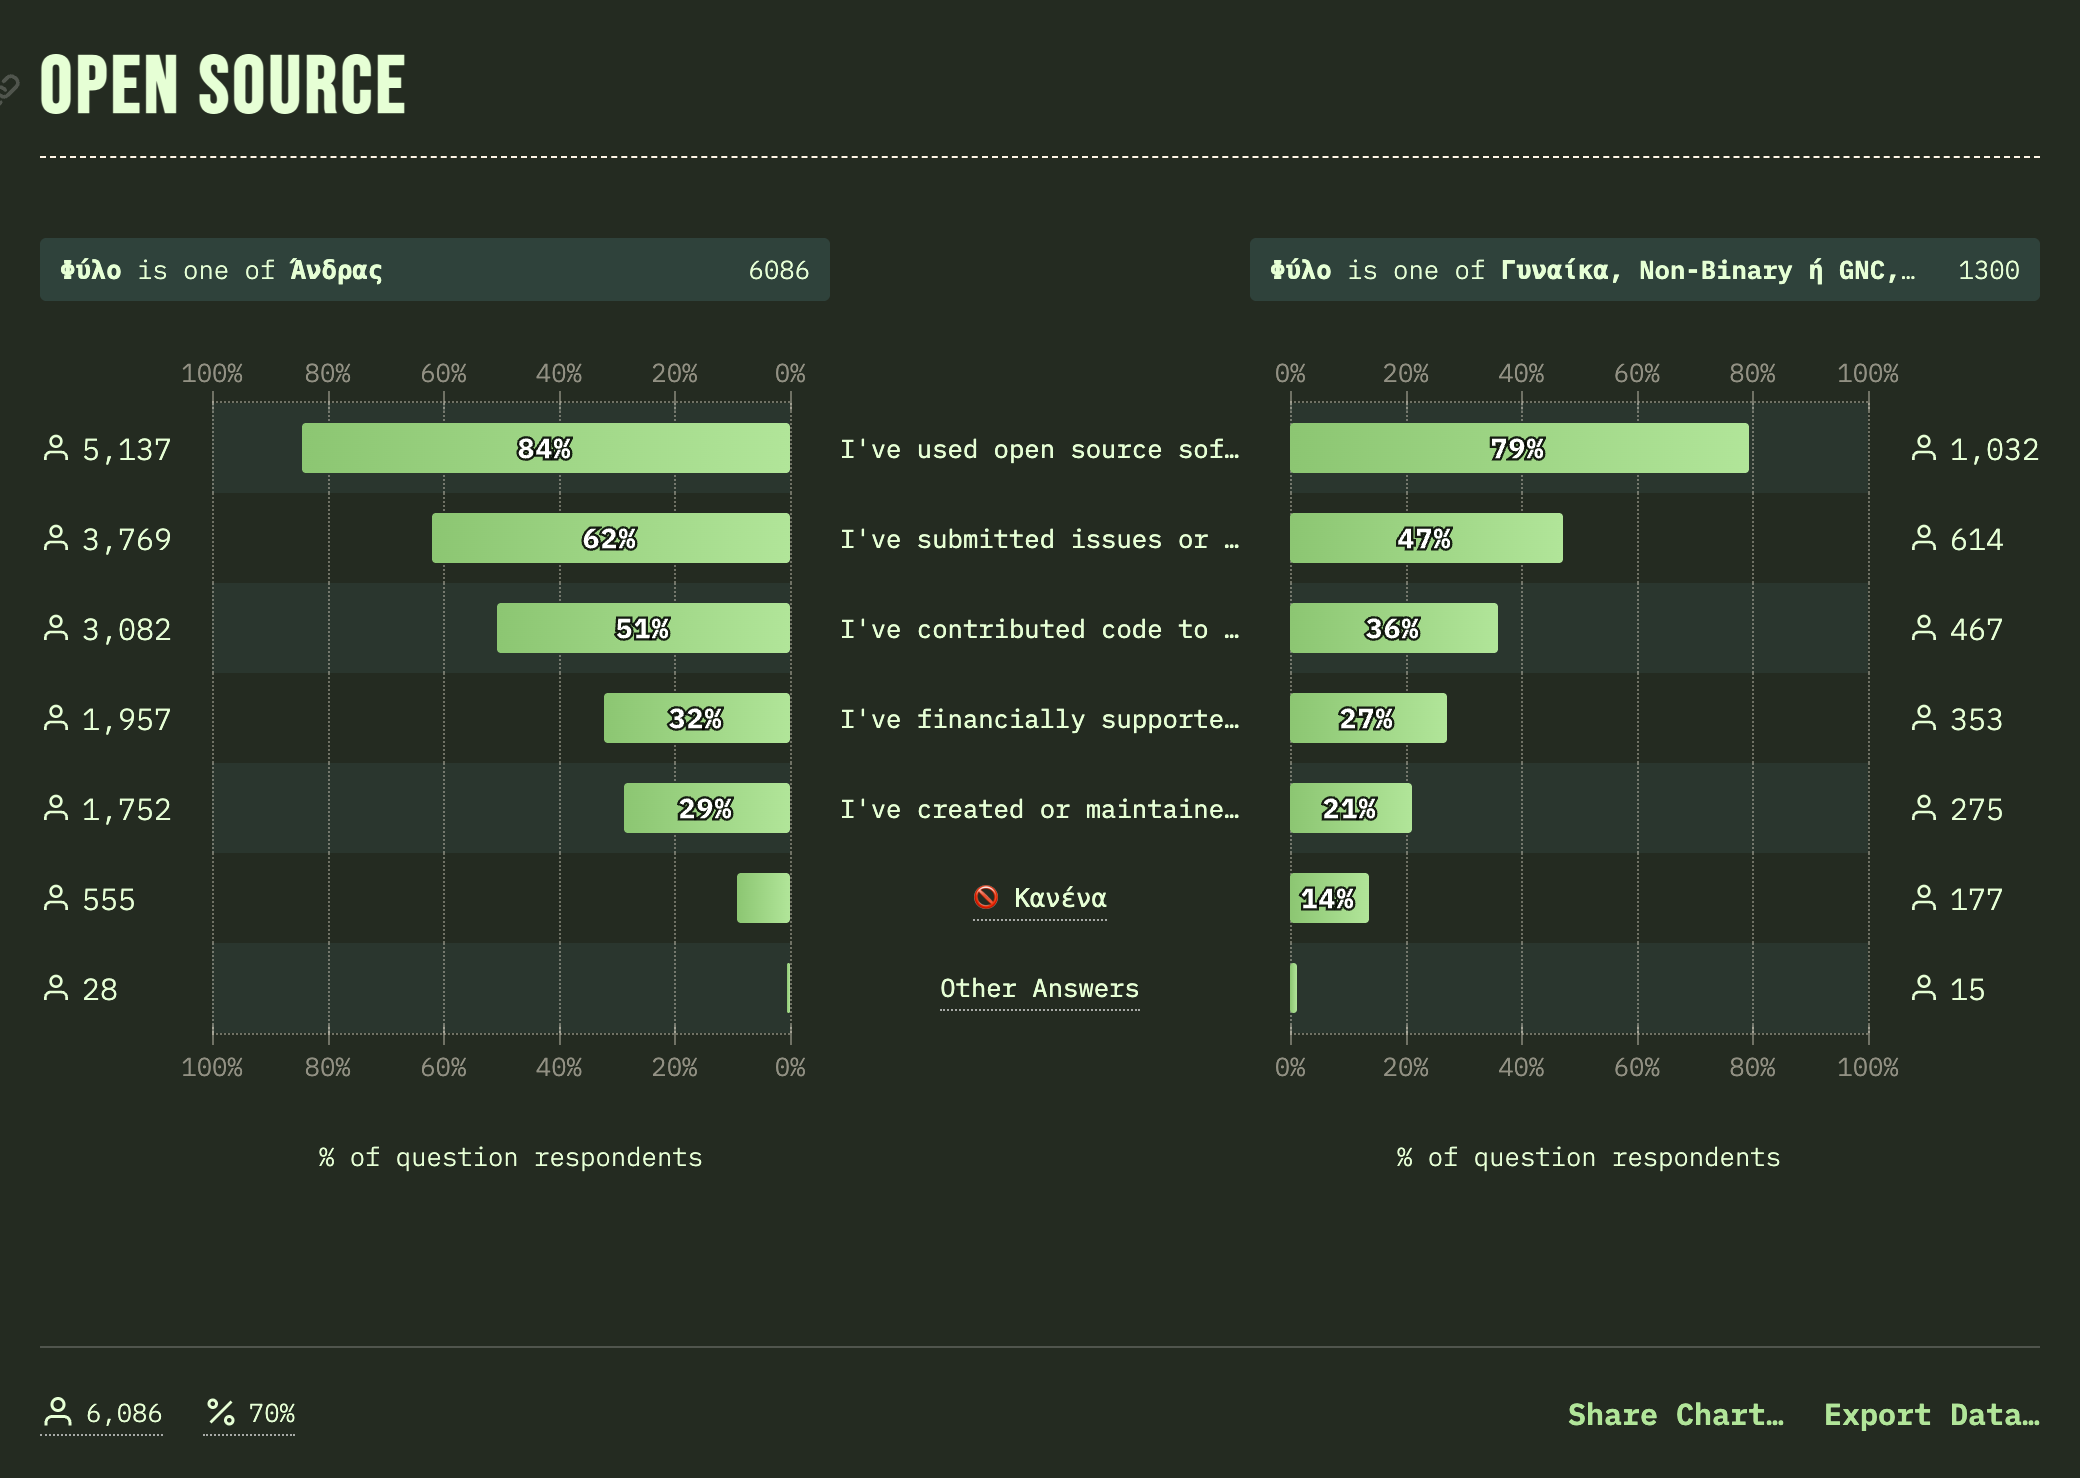 OPEN SOURCE
Φύλο is one of Άνδρας 6086
Φύλο is one of Γυναίκα, Non-Binary ή GNC,… 1300
100% 80% 60% 40% 20% 0%
0% 20% 40% 60% 80% 100%
5,137 84% I've used open source sof… 79% 1,032
3,769 62% I've submitted issues or … 47% 614
3,082 51% I've contributed code to … 36% 467
1,957 32% I've financially supporte… 27% 353
1,752 29% I've created or maintaine… 21% 275
555 Κανένα 14% 177
28 Other Answers 15
100% 80% 60% 40% 20% 0%
0% 20% 40% 60% 80% 100%
% of question respondents
% of question respondents
6,086 % 70%
Share Chart… Export Data…